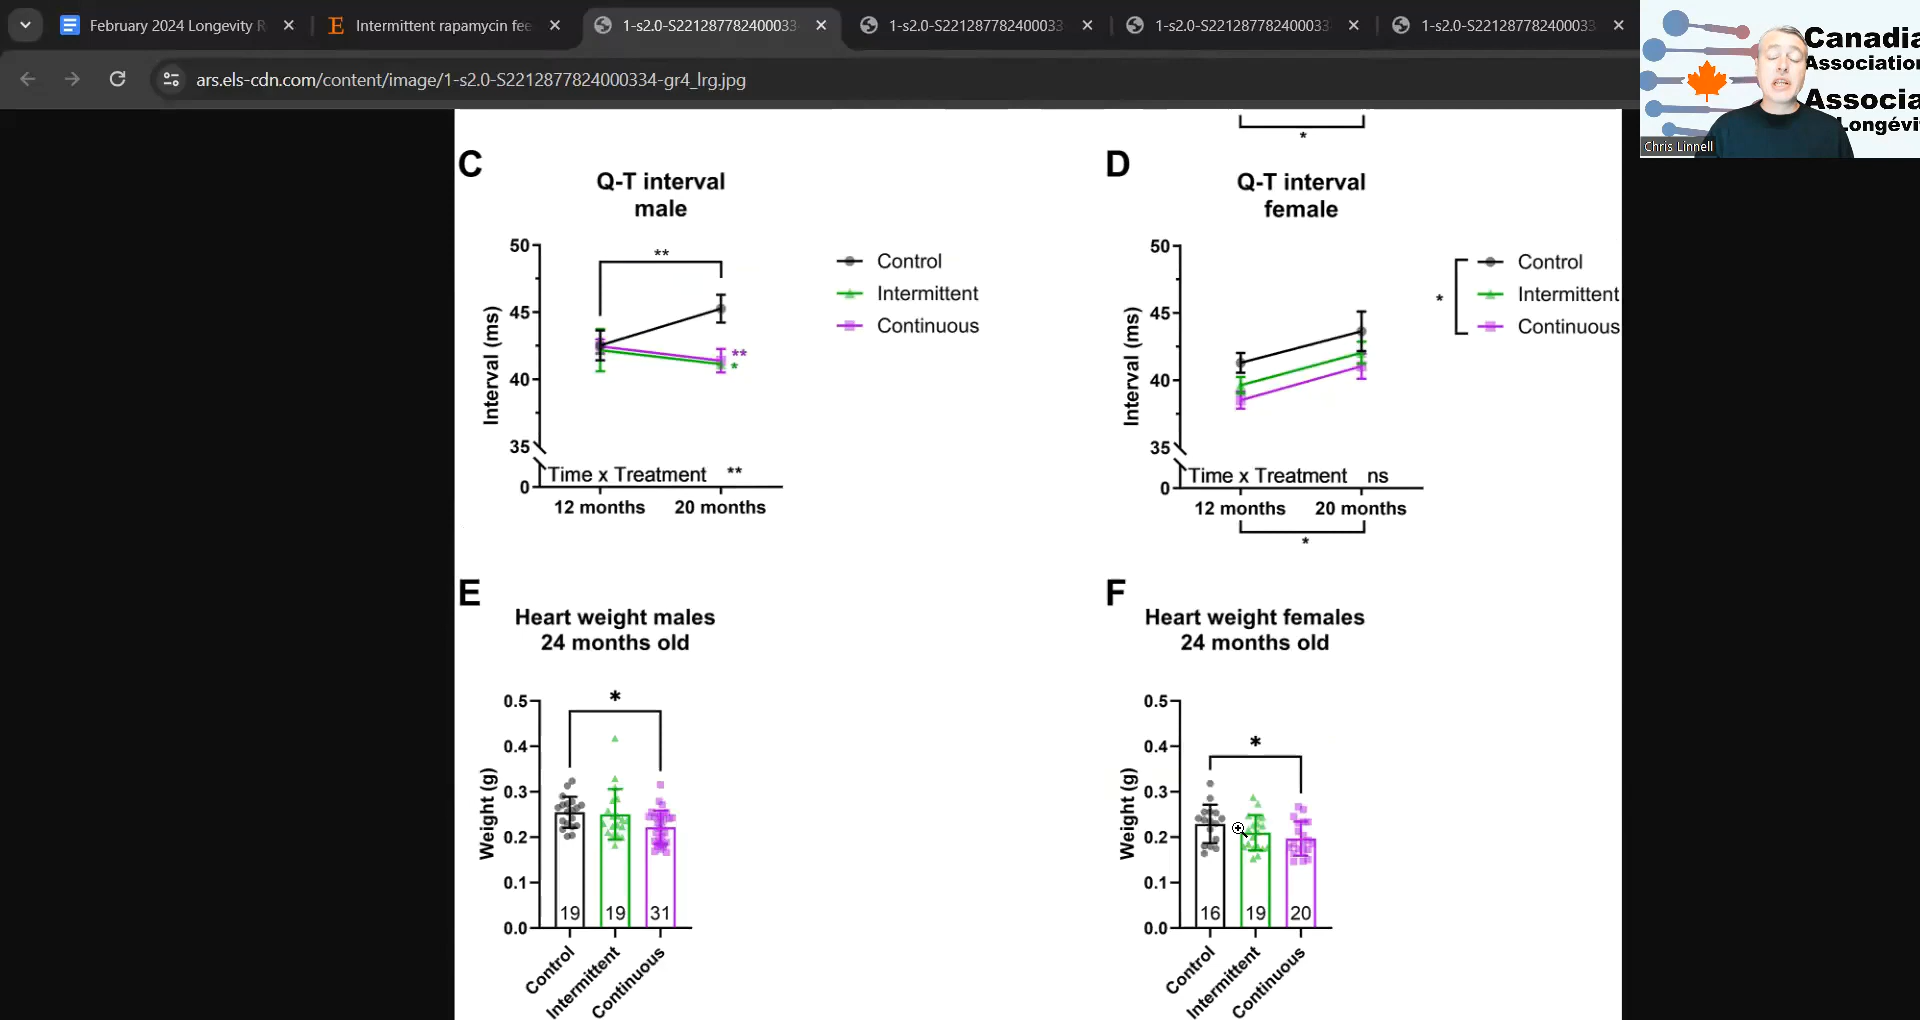 February 2024 Longevity R
Intermittent rapamycin fee
1-s2.0-S221287782400033
1-s2.0-S22128778240003​3
1-s2.0-S221287782400033
1-s2.0-S221287782400033
ars.els-cdn.com/content/image/1-s2.0-S2212877824000334-gr4_lrg.jpg
Canadia
Association
Associa
Longévi
Chris Linnell
*
C
Q-T interval
male
50
45
40
35
0
Interval (ms)
**
**
*
Control
Intermittent
Continuous
Time x Treatment **
12 months 20 months
D
Q-T interval
female
50
45
40
35
0
Interval (ms)
*
Control
Intermittent
Continuous
Time x Treatment ns
12 months 20 months
*
E
Heart weight males
24 months old
0.5
0.4
0.3
0.2
0.1
0.0
Weight (g)
*
19 19 31
Control
Intermittent
Continuous
F
Heart weight females
24 months old
0.5
0.4
0.3
0.2
0.1
0.0
Weight (g)
*
16 19 20
Control
Intermittent
Continuous